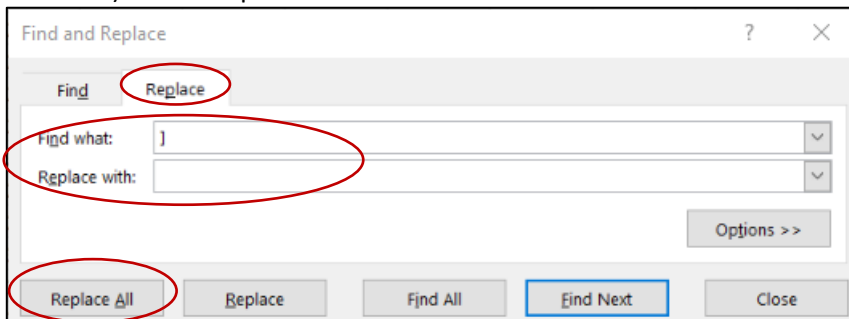 Find and Replace ?
Find Replace
Find what: ]
Replace with:
Options >>
Replace All Replace Find All Find Next Close